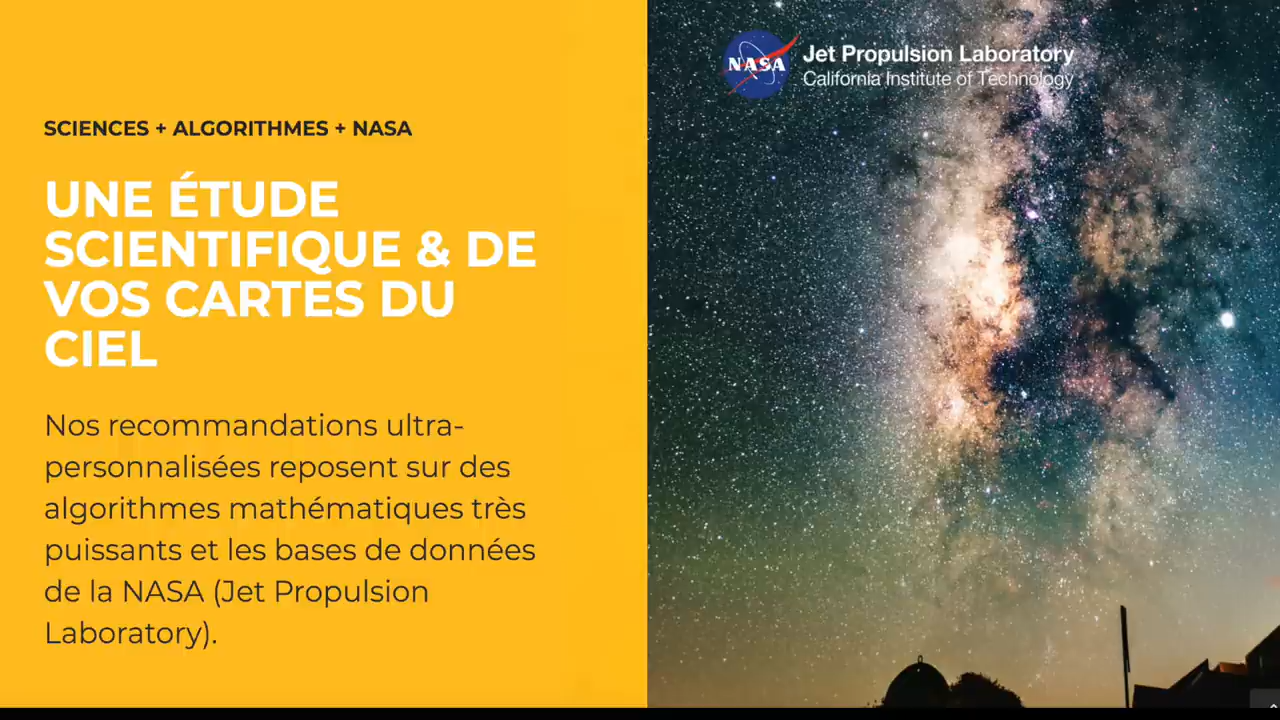 SCIENCES + ALGORITHMES + NASA
UNE ÉTUDE
SCIENTIFIQUE & DE
VOS CARTES DU
CIEL
Nos recommandations ultra-
personnalisées reposent sur des
algorithmes mathématiques très
puissants et les bases de données
de la NASA (Jet Propulsion
Laboratory).
NASA
Jet Propulsion Laboratory
California Institute of Technology